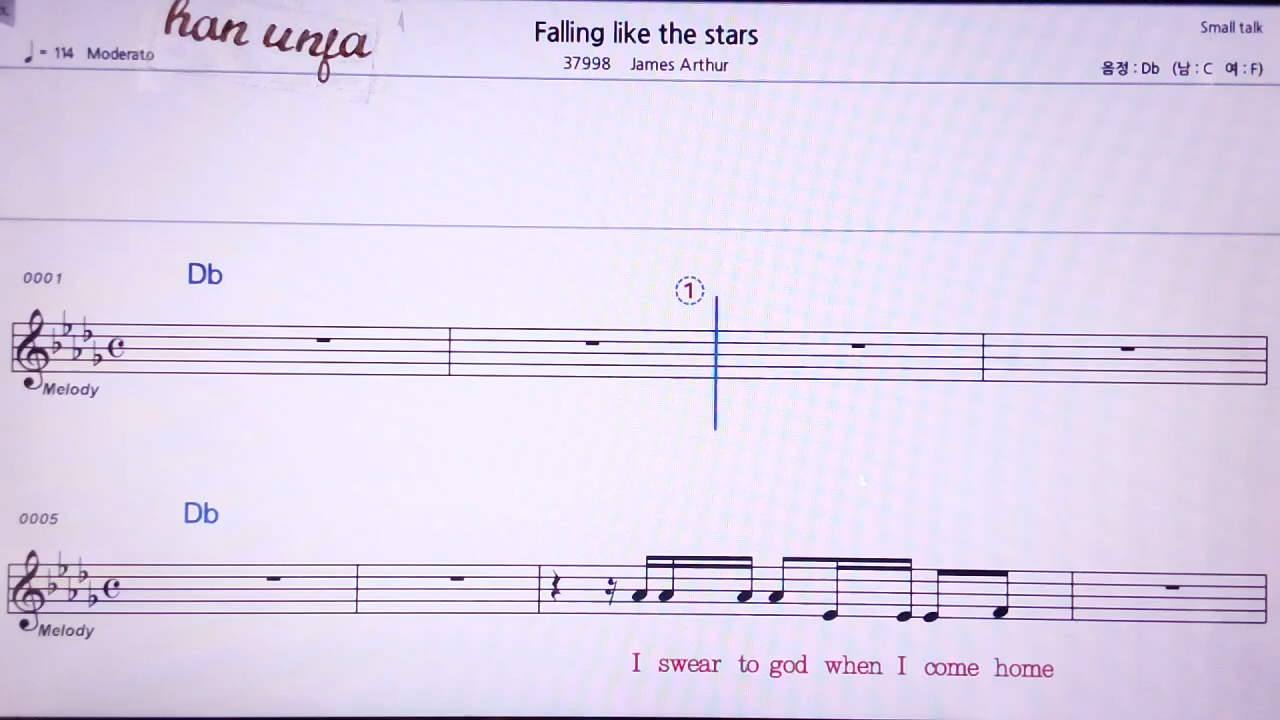 han unfa
Falling like the stars
Small talk
♩= 114 Moderato
37998 James Arthur
음정 : Db (남 : C 여 : F)
0001
Db
1
Melody
0005
Db
Melody
I swear to god when I come home